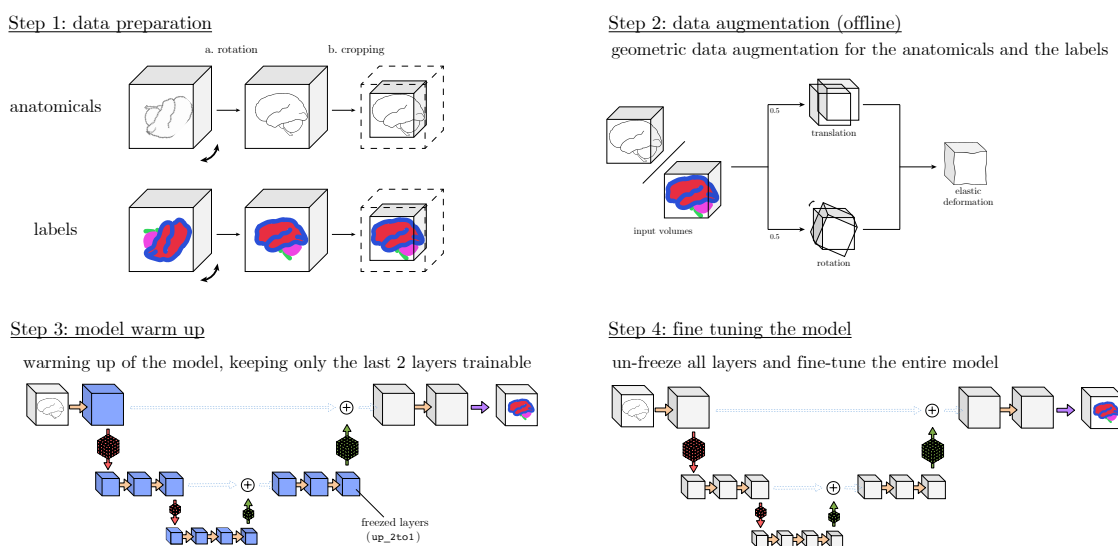 Step 1: data preparation
a. rotation
b. cropping
anatomicals
labels
Step 2: data augmentation (offline)
geometric data augmentation for the anatomicals and the labels
0.5
translation
input volumes
0.5
rotation
elastic
deformation
Step 3: model warm up
warming up of the model, keeping only the last 2 layers trainable
freezed layers
(up_2to1)
Step 4: fine tuning the model
un-freeze all layers and fine-tune the entire model